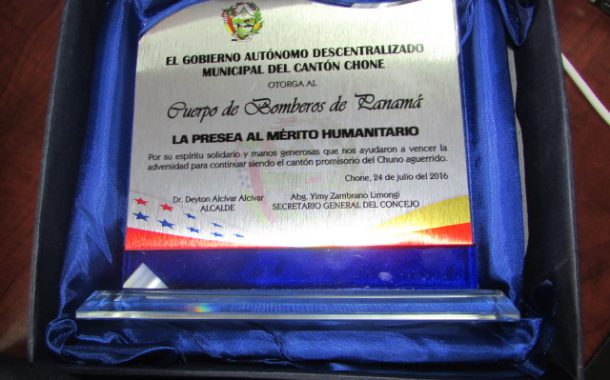 EL GOBIERNO AUTÓNOMO DESCENTRALIZADO
MUNICIPAL DEL CANTÓN CHONE
OTORGA AL
Cuerpo de Bomberos de Panamá
LA PRESEA AL MÉRITO HUMANITARIO
Por su espíritu solidario y manos generosas que nos ayudaron a vencer la
adversidad para continuar siendo el cantón promisorio del Chuno aguerrido.
Chone, 24 de julio del 2016
Dr. Deyton Alcívar Alcívar
ALCALDE
Abg. Yimy Zambrano Limongi
SECRETARIO GENERAL DEL CONCEJO